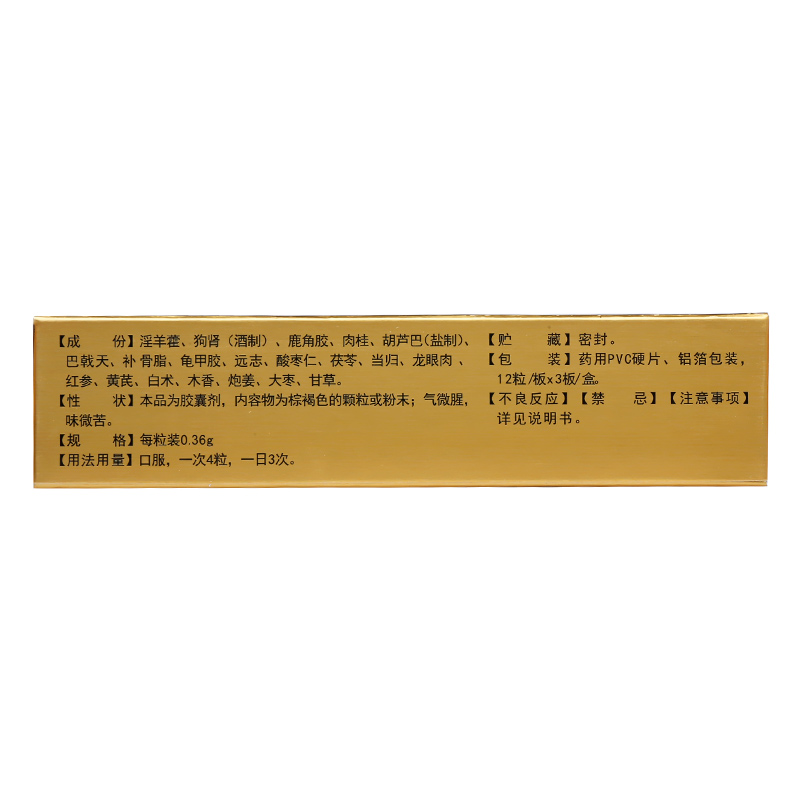 【成　份】淫羊藿、狗肾（酒制）、鹿角胶、肉桂、胡芦巴(盐制)、
巴戟天、补骨脂、龟甲胶、远志、酸枣仁、茯苓、当归、龙眼肉、
红参、黄芪、白术、木香、炮姜、大枣、甘草。
【性　状】本品为胶囊剂，内容物为棕褐色的颗粒或粉末；气微腥，
味微苦。
【规　格】每粒装0.36g
【用法用量】口服，一次4粒，一日3次。
【贮　藏】密封。
【包　装】药用PVC硬片、铝箔包装，
12粒/板x3板/盒。
【不良反应】【禁　忌】【注意事项】
详见说明书。